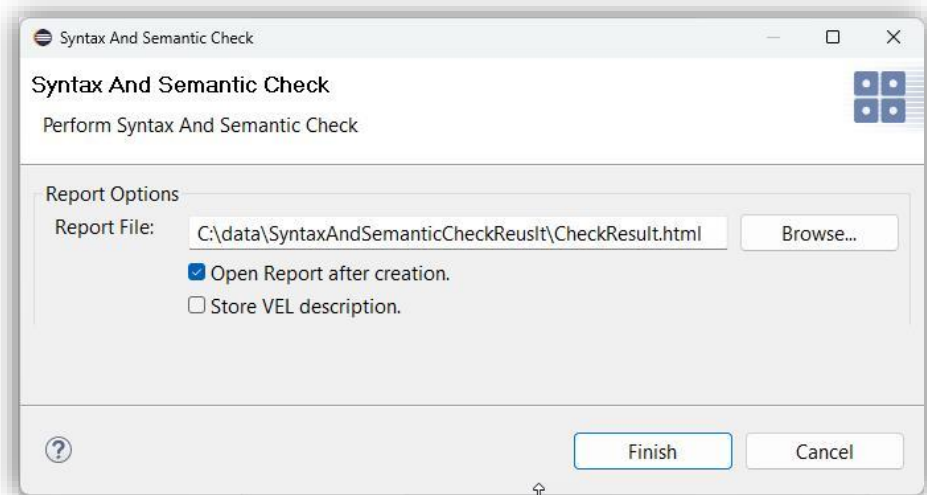 Syntax And Semantic Check
Syntax And Semantic Check
Perform Syntax And Semantic Check
Report Options
Report File:
C:\data\SyntaxAndSemanticCheckReuslt\CheckResult.html
Browse...
Open Report after creation.
Store VEL description.
?
Finish
Cancel